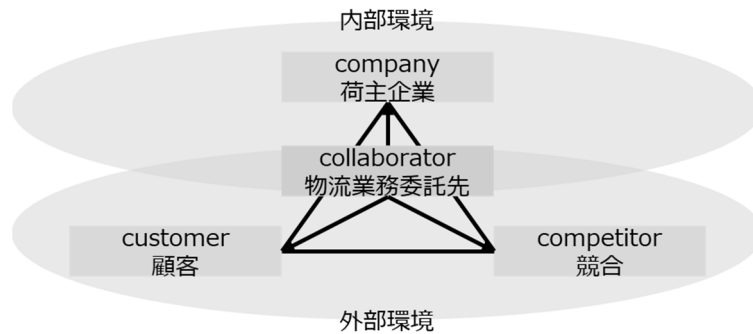 内部環境
company
荷主企業
collaborator
物流業務委託先
customer
顧客
competitor
競合
外部環境